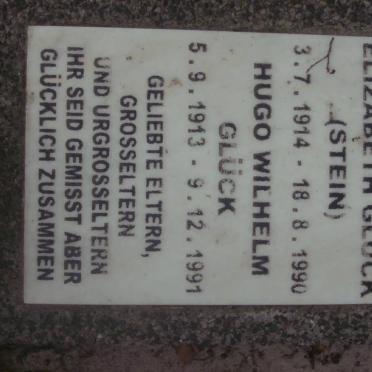 ELIZABETH GLÜCK
(STEIN)
3.7.1914 - 18.8.1990
HUGO WILHELM
GLÜCK
5.9.1913 - 9.12.1991
GELIEBTE ELTERN,
GROSSELTERN
UND URGROSSELTERN
IHR SEID GEMISST ABER
GLÜCKLICH ZUSAMMEN